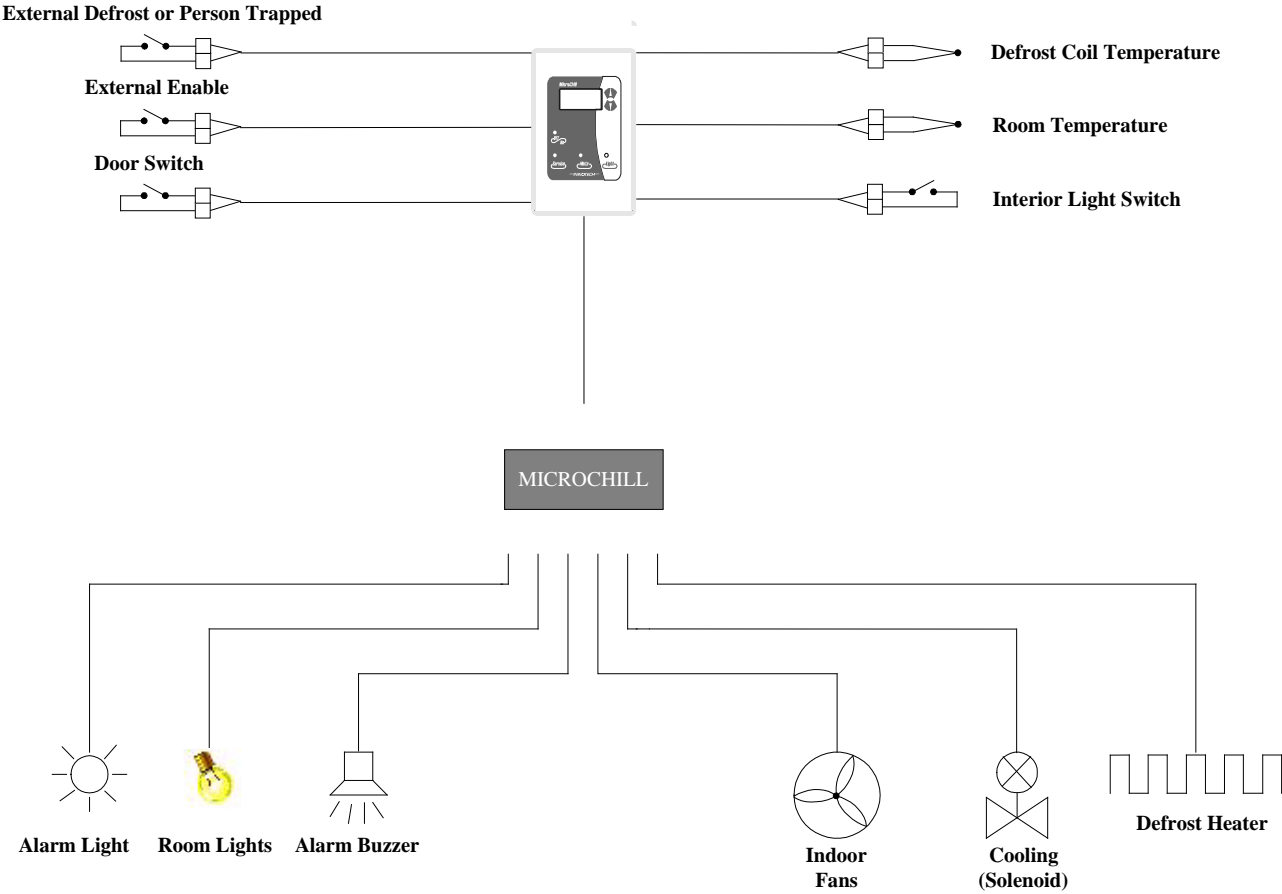 External Defrost or Person Trapped
Defrost Coil Temperature
External Enable
Room Temperature
Door Switch
Interior Light Switch
MICROCHILL
Alarm Light
Room Lights
Alarm Buzzer
Indoor
Fans
Cooling
(Solenoid)
Defrost Heater